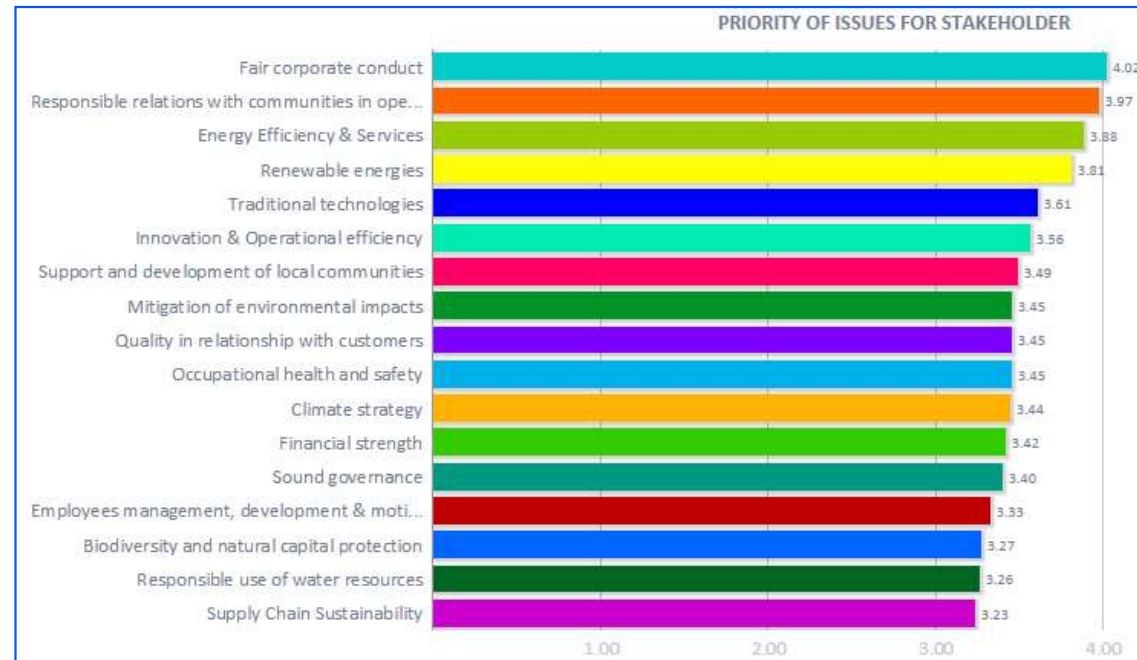 PRIORITY OF ISSUES FOR STAKEHOLDER
Fair corporate conduct 4.02
Responsible relations with communities in ope... 3.97
Energy Efficiency & Services 3.88
Renewable energies 3.81
Traditional technologies 3.61
Innovation & Operational efficiency 3.56
Support and development of local communities 3.49
Mitigation of environmental impacts 3.45
Quality in relationship with customers 3.45
Occupational health and safety 3.45
Climate strategy 3.44
Financial strength 3.42
Sound governance 3.40
Employees management, development & moti... 3.33
Biodiversity and natural capital protection 3.27
Responsible use of water resources 3.26
Supply Chain Sustainability 3.23
1.00 2.00 3.00 4.00